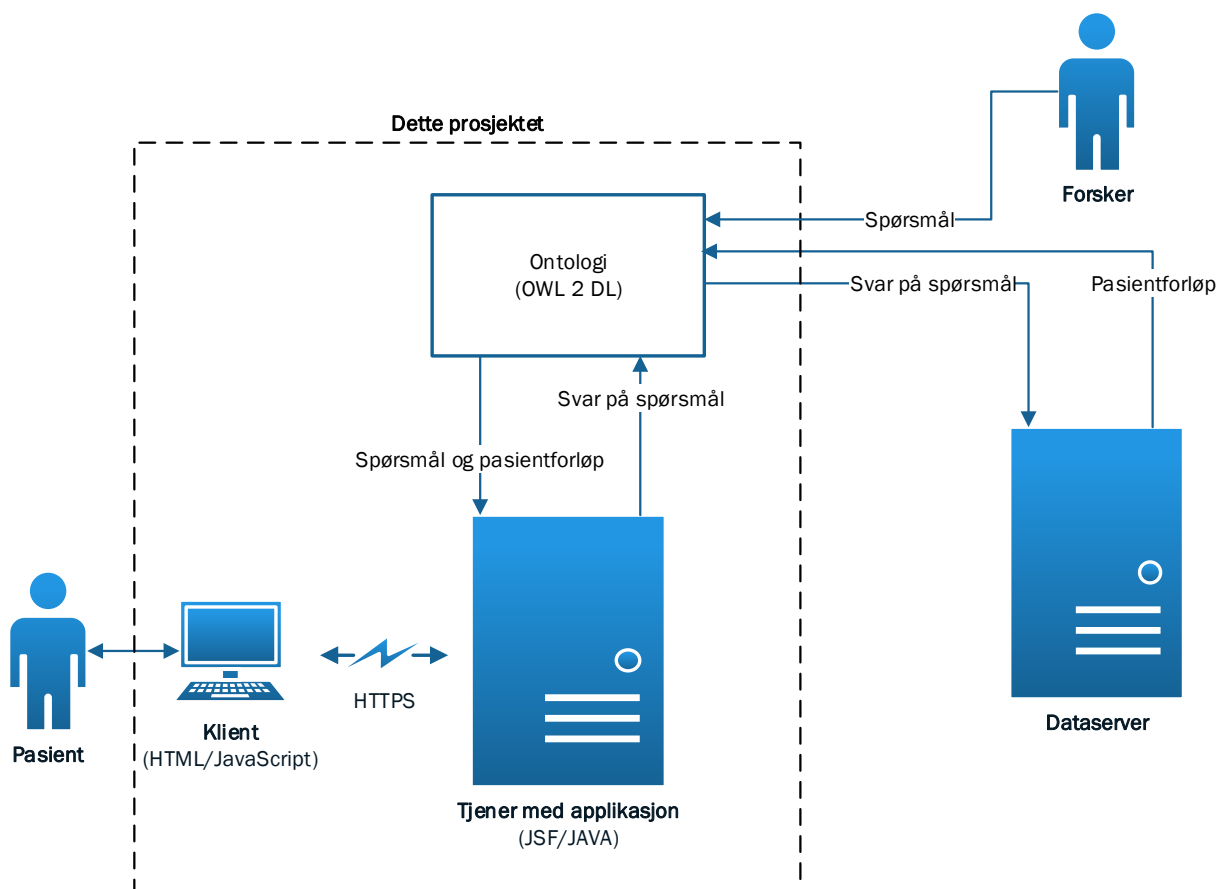 Dette prosjektet
Forsker
Spørsmål
Ontologi
(OWL 2 DL)
Svar på spørsmål
Pasientforløp
Svar på spørsmål
Spørsmål og pasientforløp
HTTPS
Klient
(HTML/JavaScript)
Pasient
Dataserver
Tjener med applikasjon
(JSF/JAVA)